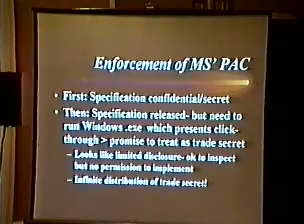 Enforcement of MS' PAC
• First: Specification confidential/secret
• Then: Specification released- but need to
run Windows .exe which presents click-
through > promise to treat as trade secret
– Looks like limited disclosure- ok to inspect
but no permission to implement
– Infinite distribution of trade secret!